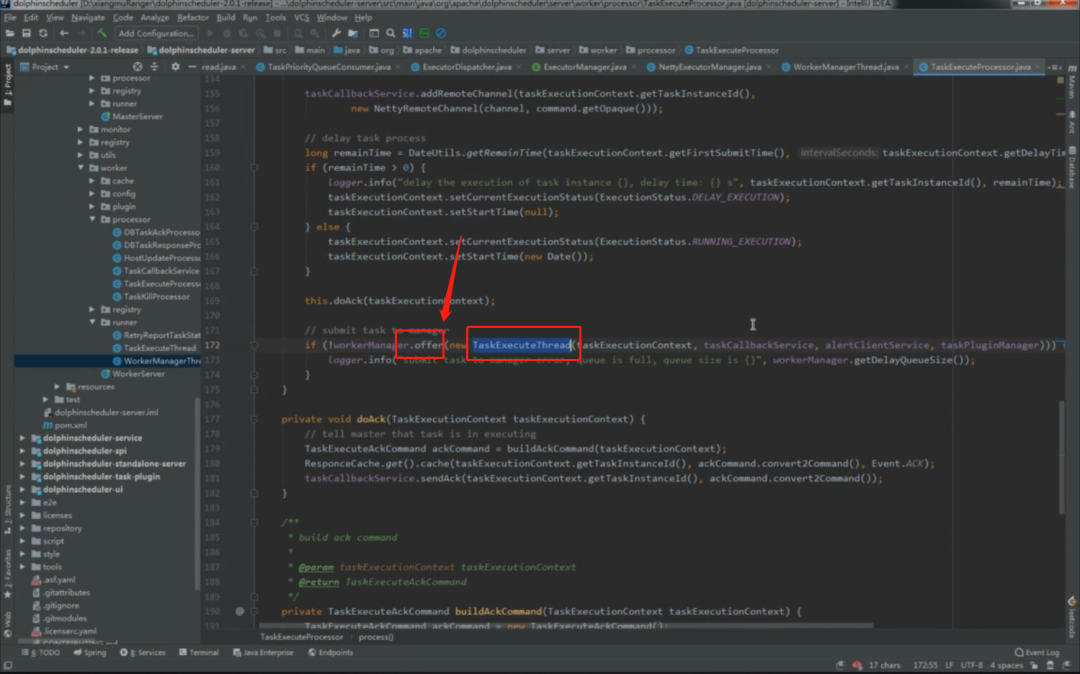 dolphinscheduler [D:\xiangmuRanger\dolphinscheduler-2.0.1-release] - ...\dolphinscheduler-server\src\main\java\org\apache\dolphinscheduler\server\worker\processor\TaskExecuteProcessor.java [dolphinscheduler-server] - IntelliJ IDEA
File Edit View Navigate Code Analyze Refactor Build Run Tools VCS Window Help
Add Configuration...
dolphinscheduler-2.0.1-release dolphinscheduler-server src main java org apache dolphinscheduler server worker processor TaskExecuteProcessor
Project
read.java TaskPriorityQueueConsumer.java ExecutorDispatcher.java ExecutorManager.java NettyExecutorManager.java WorkerManagerThread.java TaskExecuteProcessor.java
processor
registry
runner
MasterServer
monitor
registry
utils
worker
cache
config
plugin
processor
DBTaskAckProcesso
DBTaskResponsePro
HostUpdateProcesso
TaskCallbackService
TaskExecuteProcesso
TaskKillProcessor
registry
runner
RetryReportTaskStat
TaskExecuteThread
WorkerManagerThre
WorkerServer
resources
test
dolphinscheduler-server.iml
pom.xml
dolphinscheduler-service
dolphinscheduler-spi
dolphinscheduler-standalone-server
dolphinscheduler-task-plugin
dolphinscheduler-ui
e2e
licenses
repository
script
style
tools
.asf.yaml
.gitattributes
.gitignore
.gitmodules
.licenserc.yaml
154
155 taskCallbackService.addRemoteChannel(taskExecutionContext.getTaskInstanceId(),
156 new NettyRemoteChannel(channel, command.getOpaque()));
157
158 // delay task process
159 long remainTime = DateUtils.getRemainTime(taskExecutionContext.getFirstSubmitTime(), intervalSeconds: taskExecutionContext.getDelayTim
160 if (remainTime > 0) {
161 logger.info("delay the execution of task instance {}, delay time: {} s", taskExecutionContext.getTaskInstanceId(), remainTime);
162 taskExecutionContext.setCurrentExecutionStatus(ExecutionStatus.DELAY_EXECUTION);
163 taskExecutionContext.setStartTime(null);
164 } else {
165 taskExecutionContext.setCurrentExecutionStatus(ExecutionStatus.RUNNING_EXECUTION);
166 taskExecutionContext.setStartTime(new Date());
167 }
168
169 this.doAck(taskExecutionContext);
170
171 // submit task to manager
172 if (!workerManager.offer(new TaskExecuteThread(taskExecutionContext, taskCallbackService, alertClientService, taskPluginManager)))
173 logger.info("submit task to manager error, queue is full, queue size is {}", workerManager.getDelayQueueSize());
174 }
175 }
176
177 private void doAck(TaskExecutionContext taskExecutionContext) {
178 // tell master that task is in executing
179 TaskExecuteAckCommand ackCommand = buildAckCommand(taskExecutionContext);
180 ResponceCache.get().cache(taskExecutionContext.getTaskInstanceId(), ackCommand.convert2Command(), Event.ACK);
181 taskCallbackService.sendAck(taskExecutionContext.getTaskInstanceId(), ackCommand.convert2Command());
182 }
183
184 /**
185 * build ack command
186 *
187 * @param taskExecutionContext taskExecutionContext
188 * @return TaskExecuteAckCommand
189 */
190 private TaskExecuteAckCommand buildAckCommand(TaskExecutionContext taskExecutionContext) {
191 TaskExecuteAckCommand ackCommand = new TaskExecuteAckCommand();
TaskExecuteProcessor process()
1: Project
2: Structure
2: Favorites
Web
Maven
Ant
Database
leetcode
6: TODO Spring 8: Services Terminal Java Enterprise Endpoints Event Log
17 chars 172:55 LF UTF-8 4 spaces